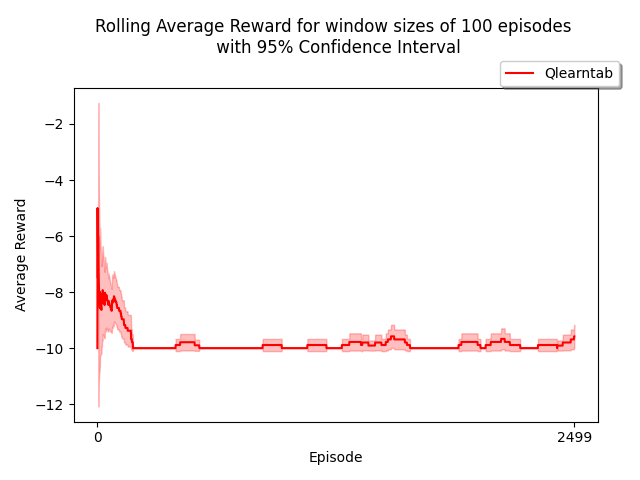 Rolling Average Reward for window sizes of 100 episodes
with 95% Confidence Interval
Qlearntab
Average Reward
−2
−4
−6
−8
−10
−12
0
2499
Episode